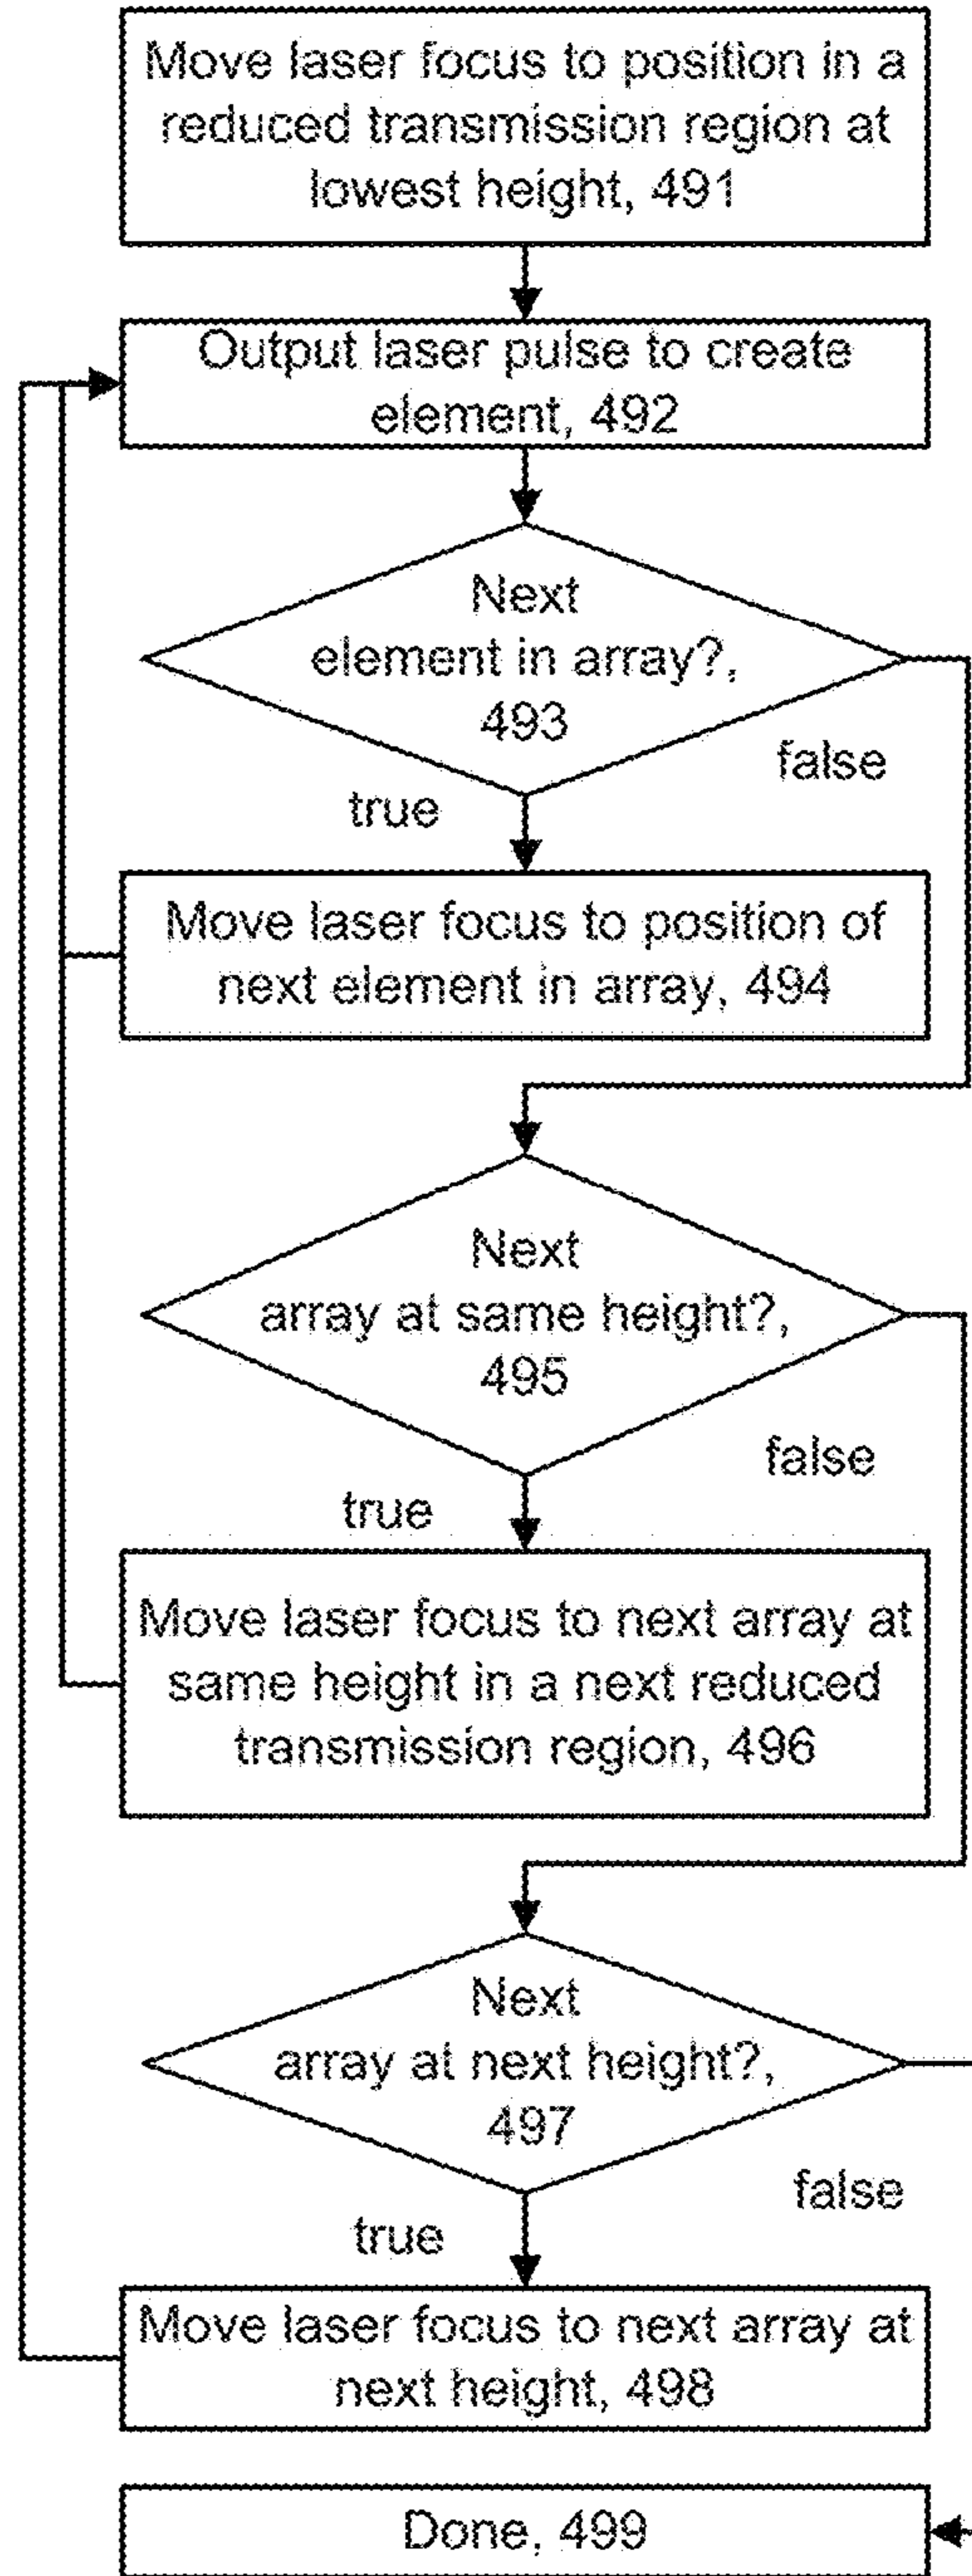 Move laser focus to position in a
reduced transmission region at
lowest height, 491
Output laser pulse to create
element, 492
Next
element in array?,
493
false
true
Move laser focus to position of
next element in array, 494
Next
array at same height?,
495
false
true
Move laser focus to next array at
same height in a next reduced
transmission region, 496
Next
array at next height?,
497
false
true
Move laser focus to next array at
next height, 498
Done, 499